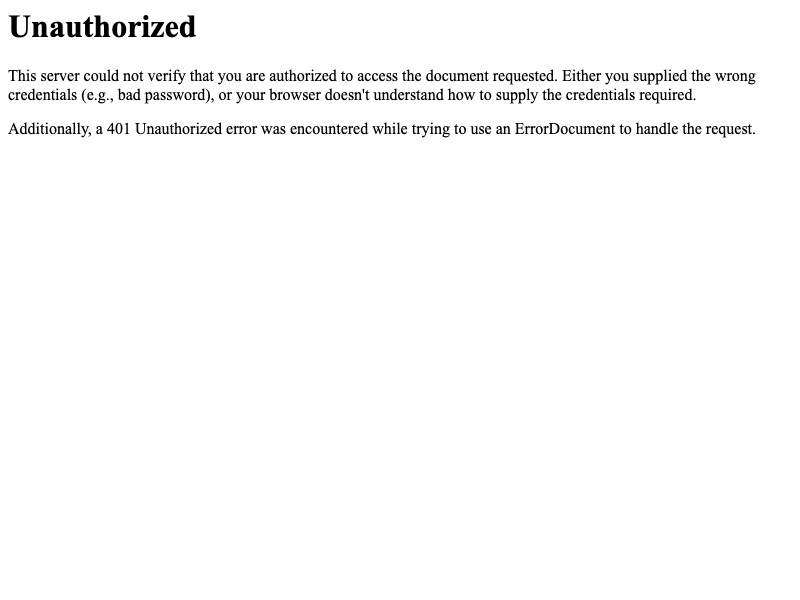 Unauthorized
This server could not verify that you are authorized to access the document requested. Either you supplied the wrong
credentials (e.g., bad password), or your browser doesn't understand how to supply the credentials required.
Additionally, a 401 Unauthorized error was encountered while trying to use an ErrorDocument to handle the request.